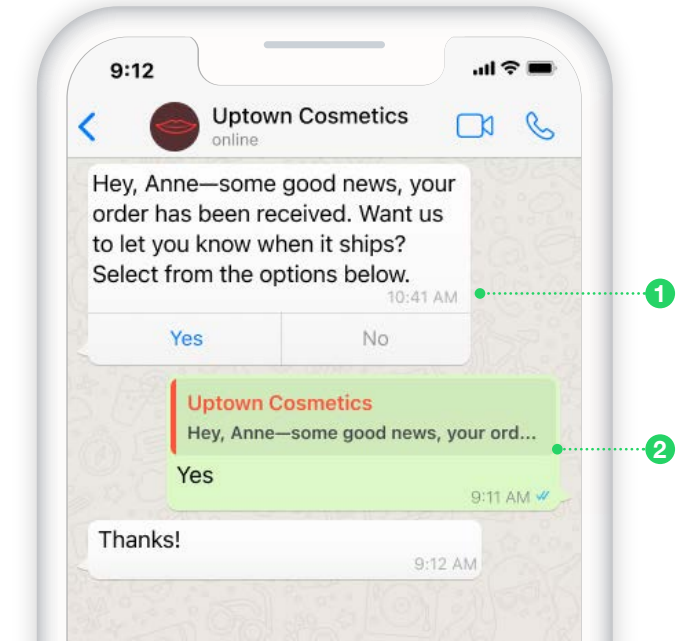 9:12
Uptown Cosmetics
online
Hey, Anne—some good news, your
order has been received. Want us
to let you know when it ships?
Select from the options below.
10:41 AM
1
Yes No
Uptown Cosmetics
Hey, Anne—some good news, your ord...
2
Yes
9:11 AM
Thanks!
9:12 AM